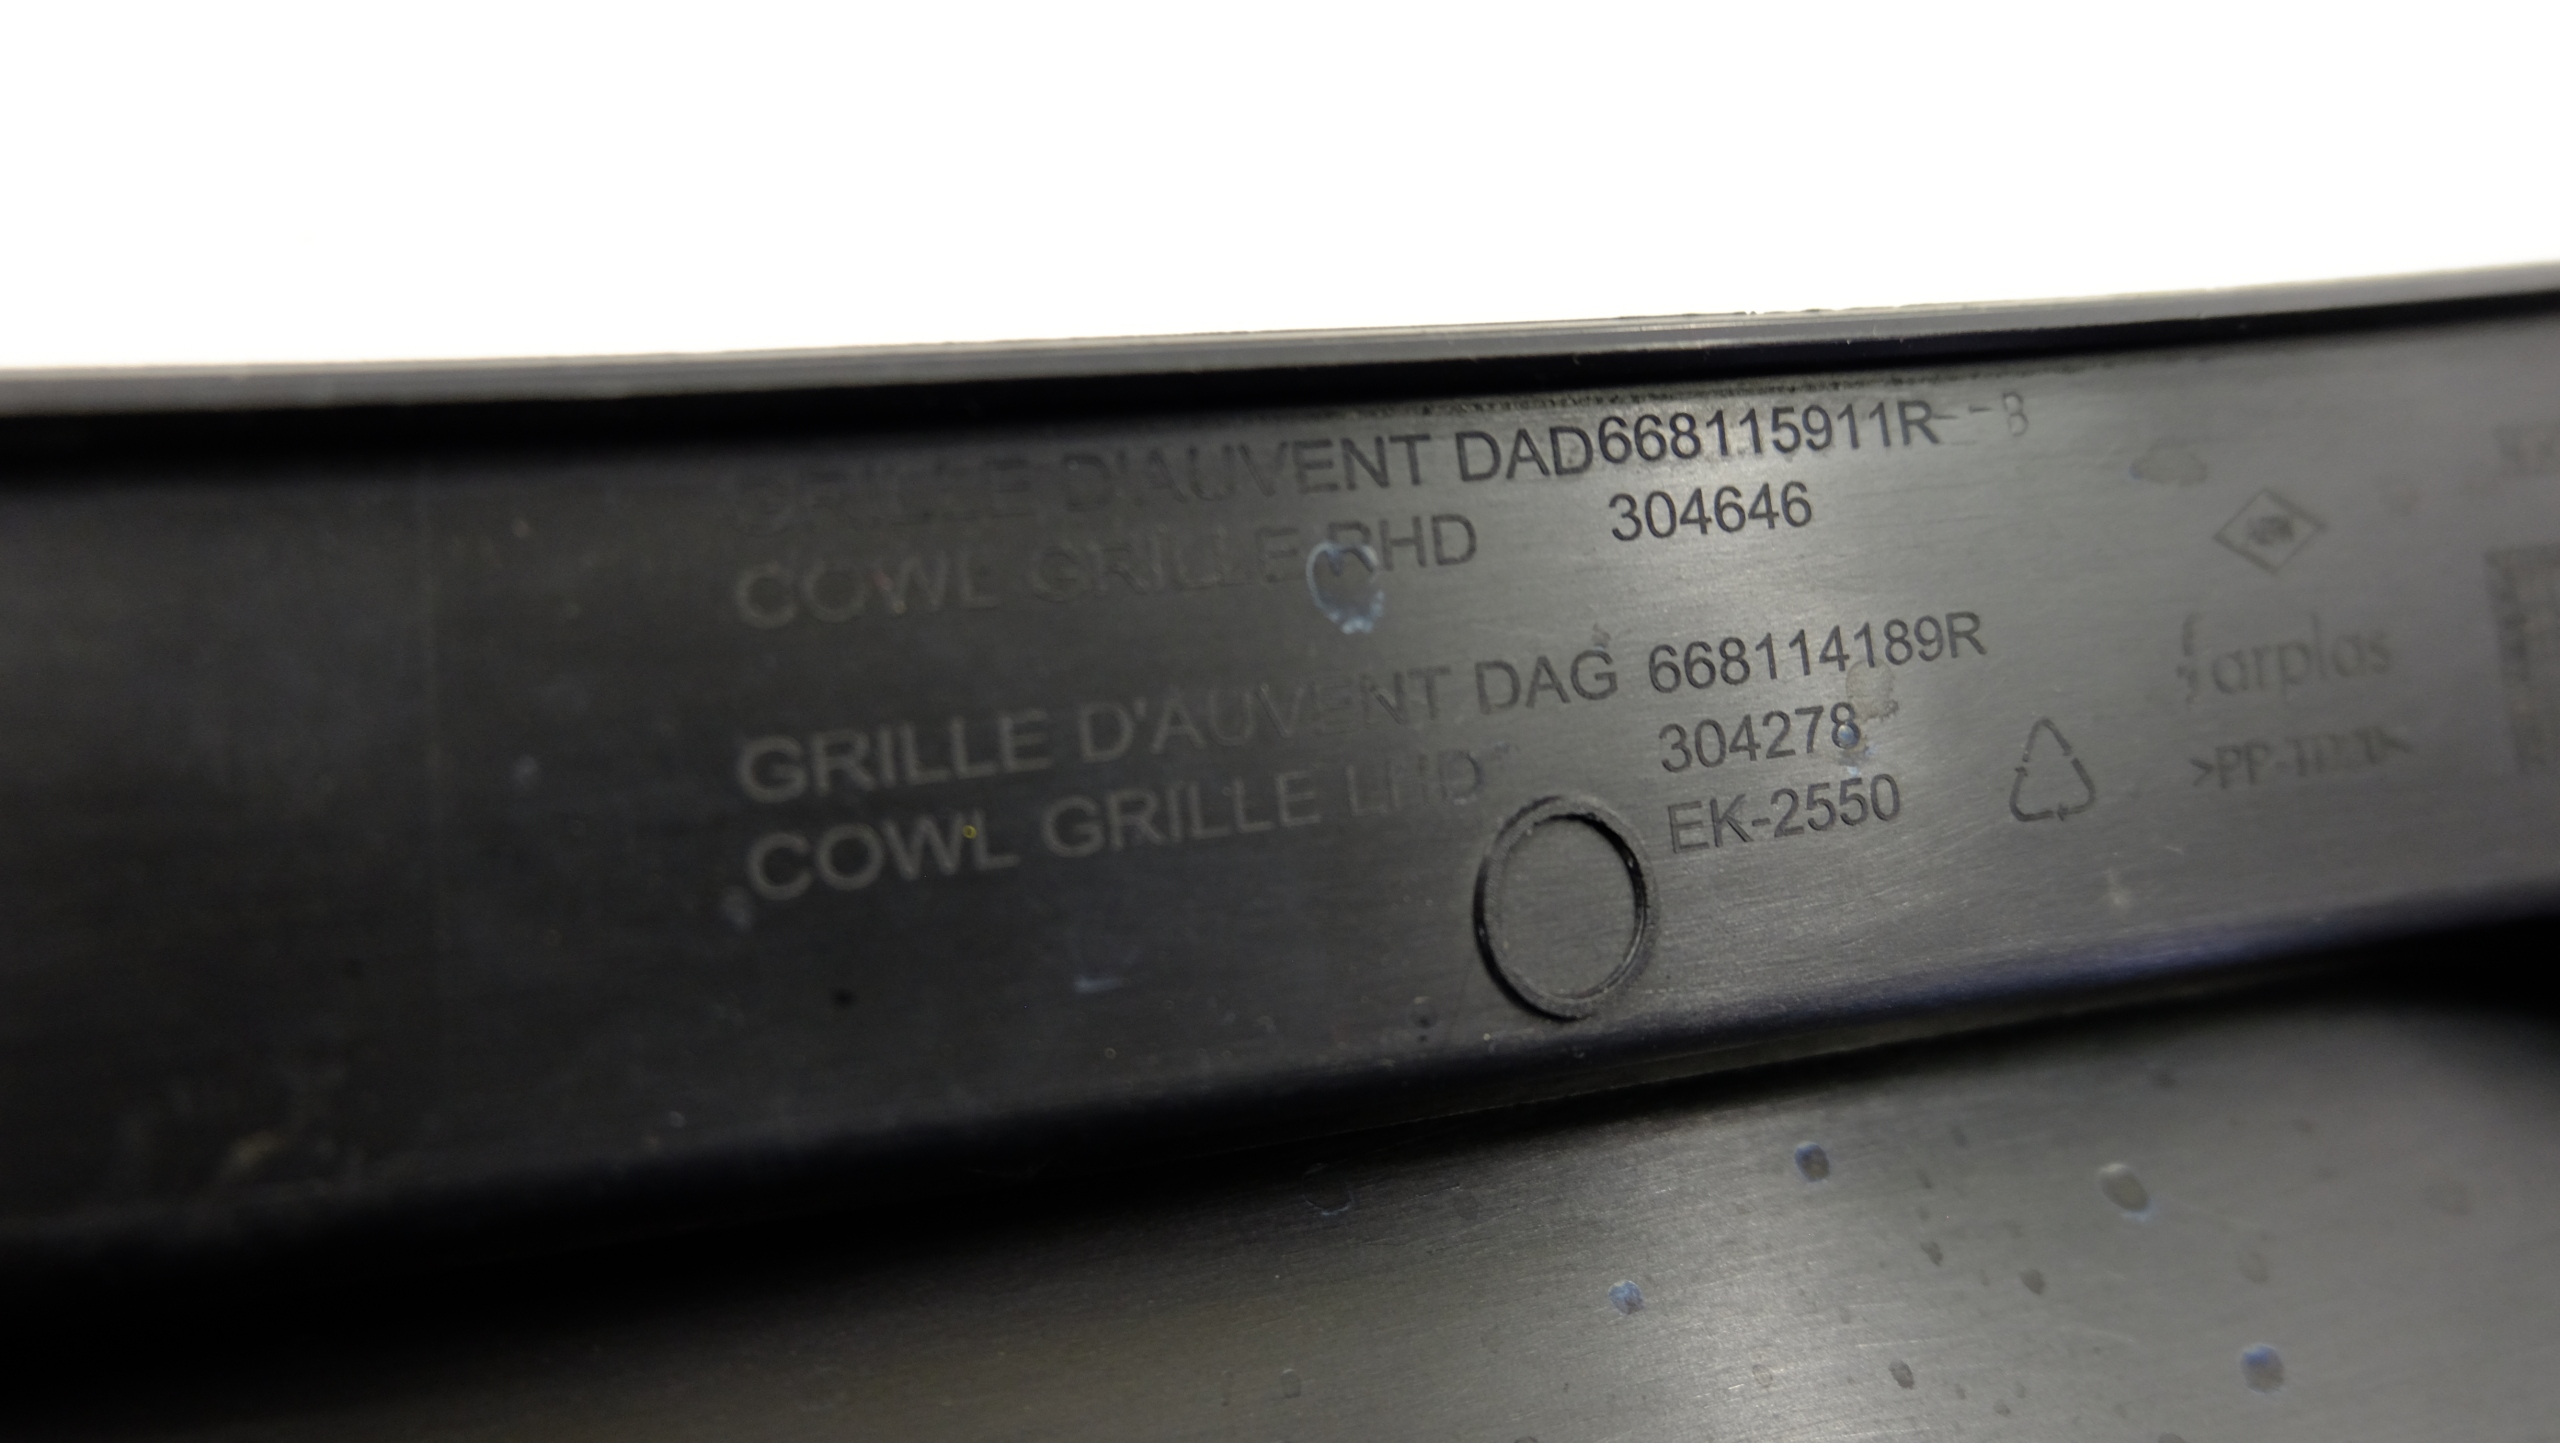 GRILLE D'AUVENT DAD668115911R--B
COWL GRILLE RHD 304646
GRILLE D'AUVENT DAG 668114189R
COWL GRILLE LHD 304278
EK-2550
farplas